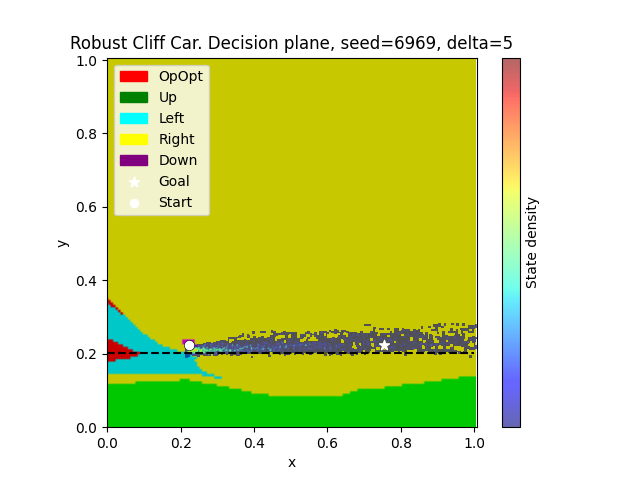 Robust Cliff Car. Decision plane, seed=6969, delta=5
1.0
0.8
0.6
0.4
0.2
0.0
y
OpOpt
Up
Left
Right
Down
Goal
Start
0.0 0.2 0.4 0.6 0.8 1.0
x
State density